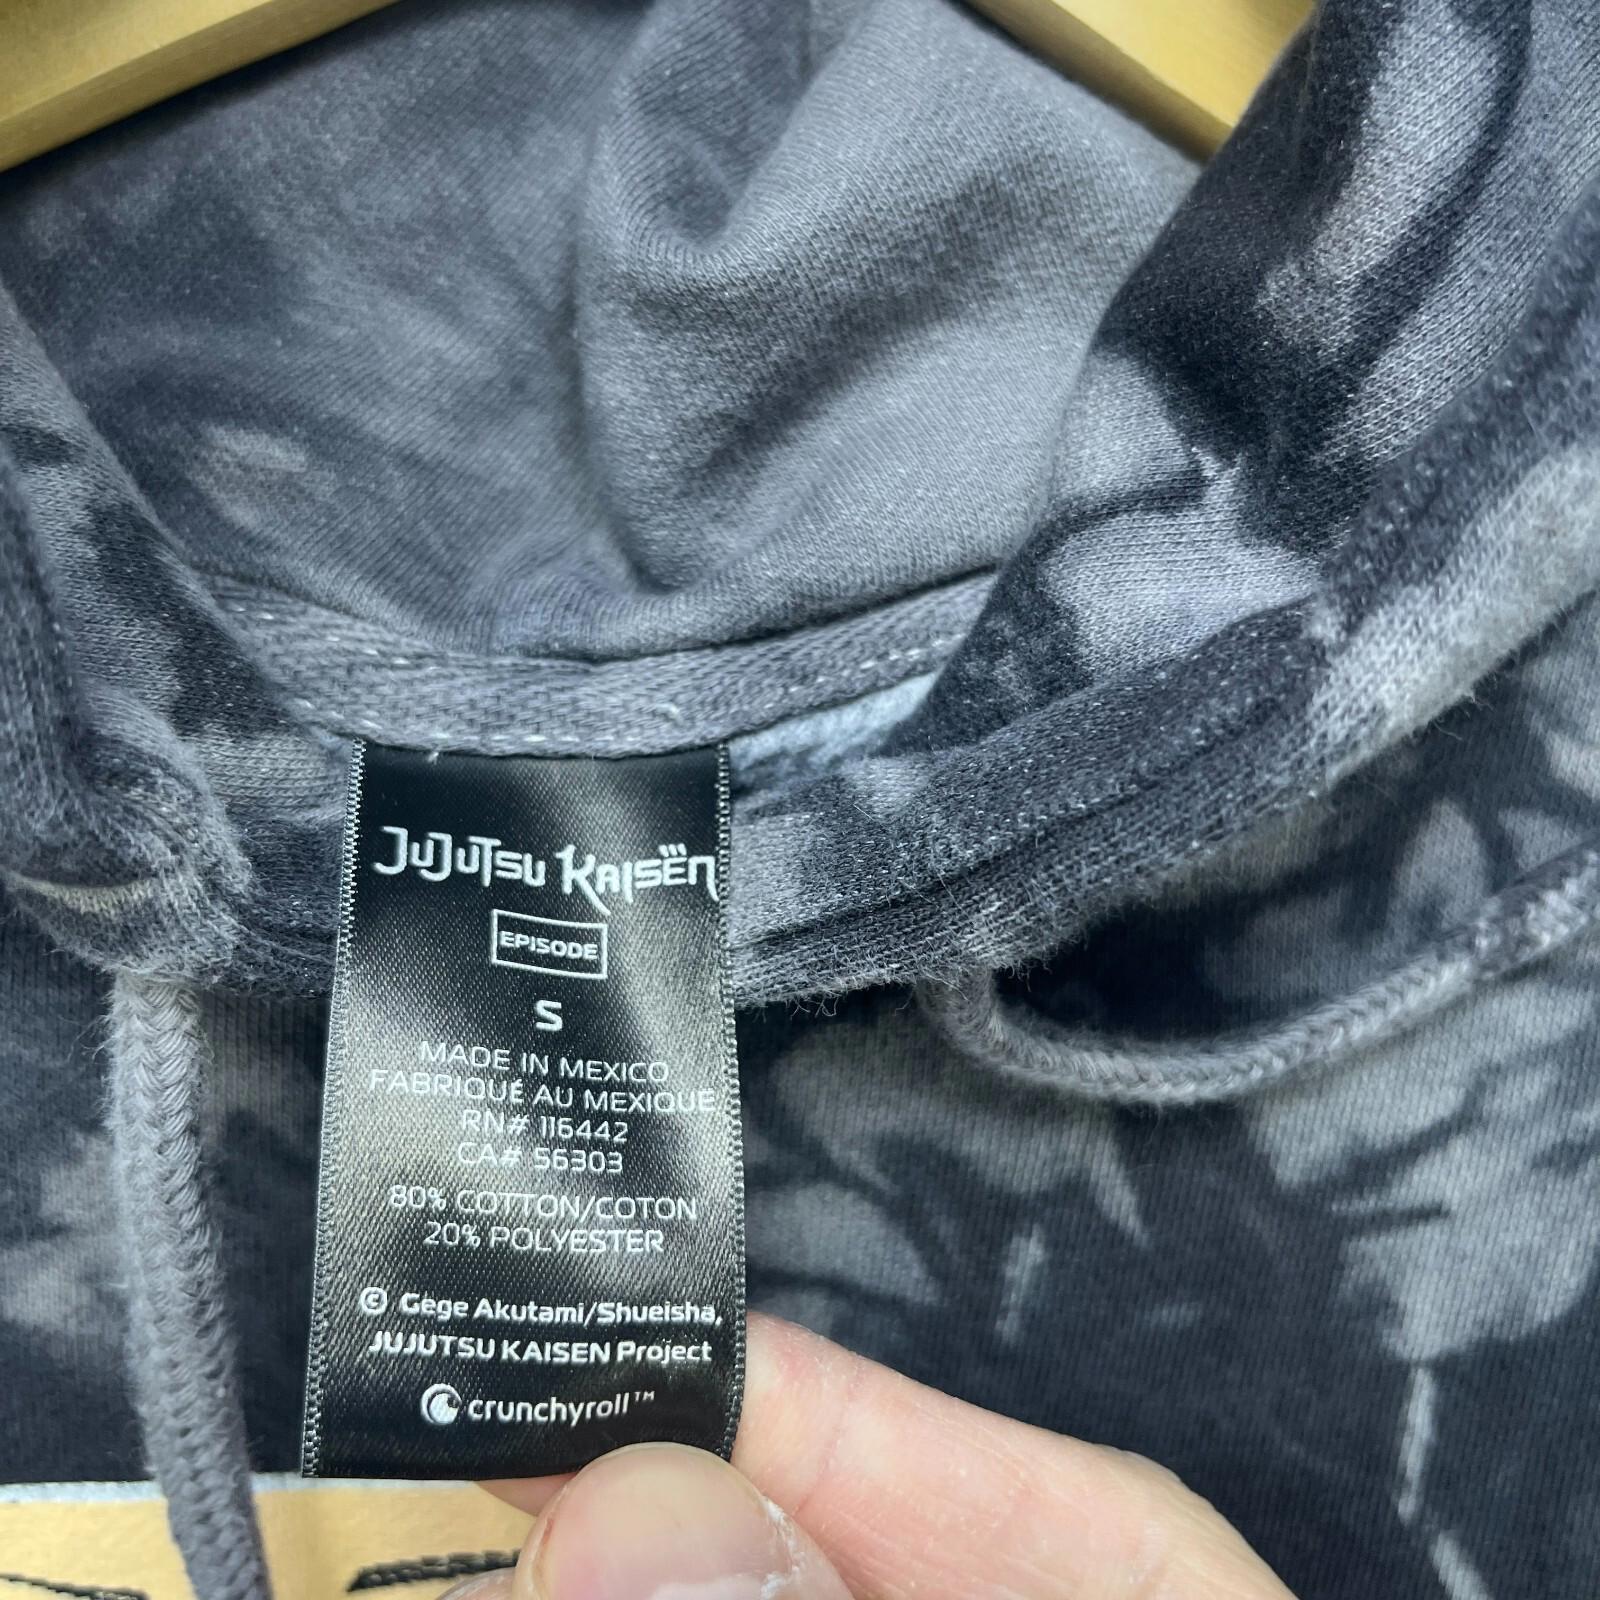 JUJUTSU KAISEN
EPISODE
S
MADE IN MEXICO
FABRIQUÉ AU MEXIQUE
RN# 116442
CA# 56303
80% COTTON/COTON
20% POLYESTER
© Gege Akutami/Shueisha,
JUJUTSU KAISEN Project
crunchyroll™